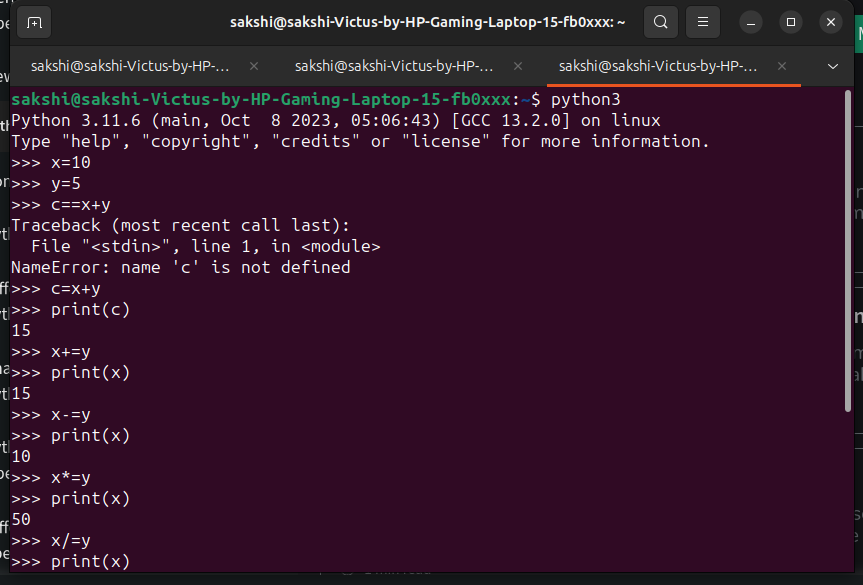 sakshi@sakshi-Victus-by-HP-Gaming-Laptop-15-fb0xxx: ~
sakshi@sakshi-Victus-by-HP-... sakshi@sakshi-Victus-by-HP-... sakshi@sakshi-Victus-by-HP-...
sakshi@sakshi-Victus-by-HP-Gaming-Laptop-15-fb0xxx:~$ python3
Python 3.11.6 (main, Oct  8 2023, 05:06:43) [GCC 13.2.0] on linux
Type "help", "copyright", "credits" or "license" for more information.
>>> x=10
>>> y=5
>>> c==x+y
Traceback (most recent call last):
  File "<stdin>", line 1, in <module>
NameError: name 'c' is not defined
>>> c=x+y
>>> print(c)
15
>>> x+=y
>>> print(x)
15
>>> x-=y
>>> print(x)
10
>>> x*=y
>>> print(x)
50
>>> x/=y
>>> print(x)